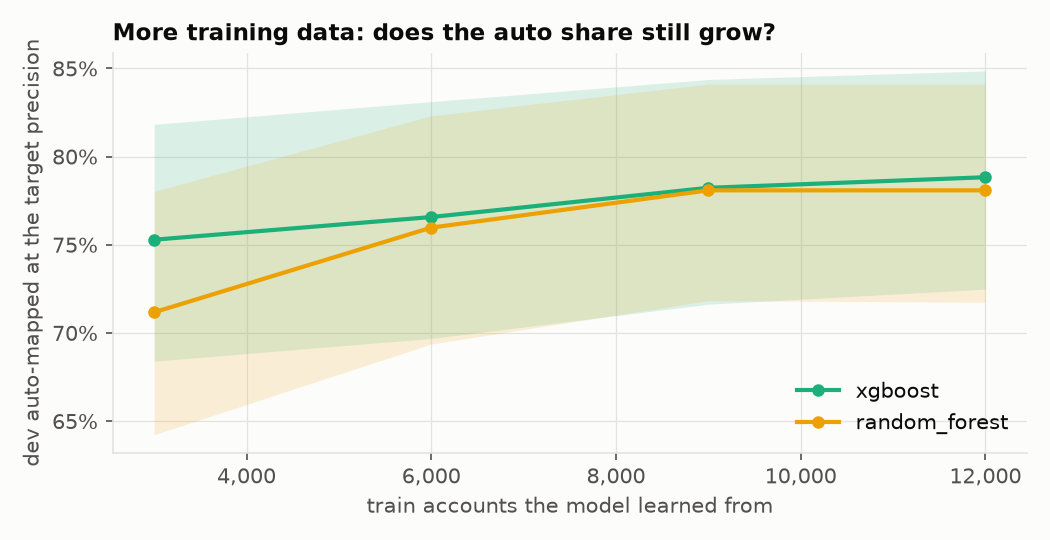 More training data: does the auto share still grow?
dev auto-mapped at the target precision
85%
80%
75%
70%
65%
xgboost
random_forest
4,000
6,000
8,000
10,000
12,000
train accounts the model learned from